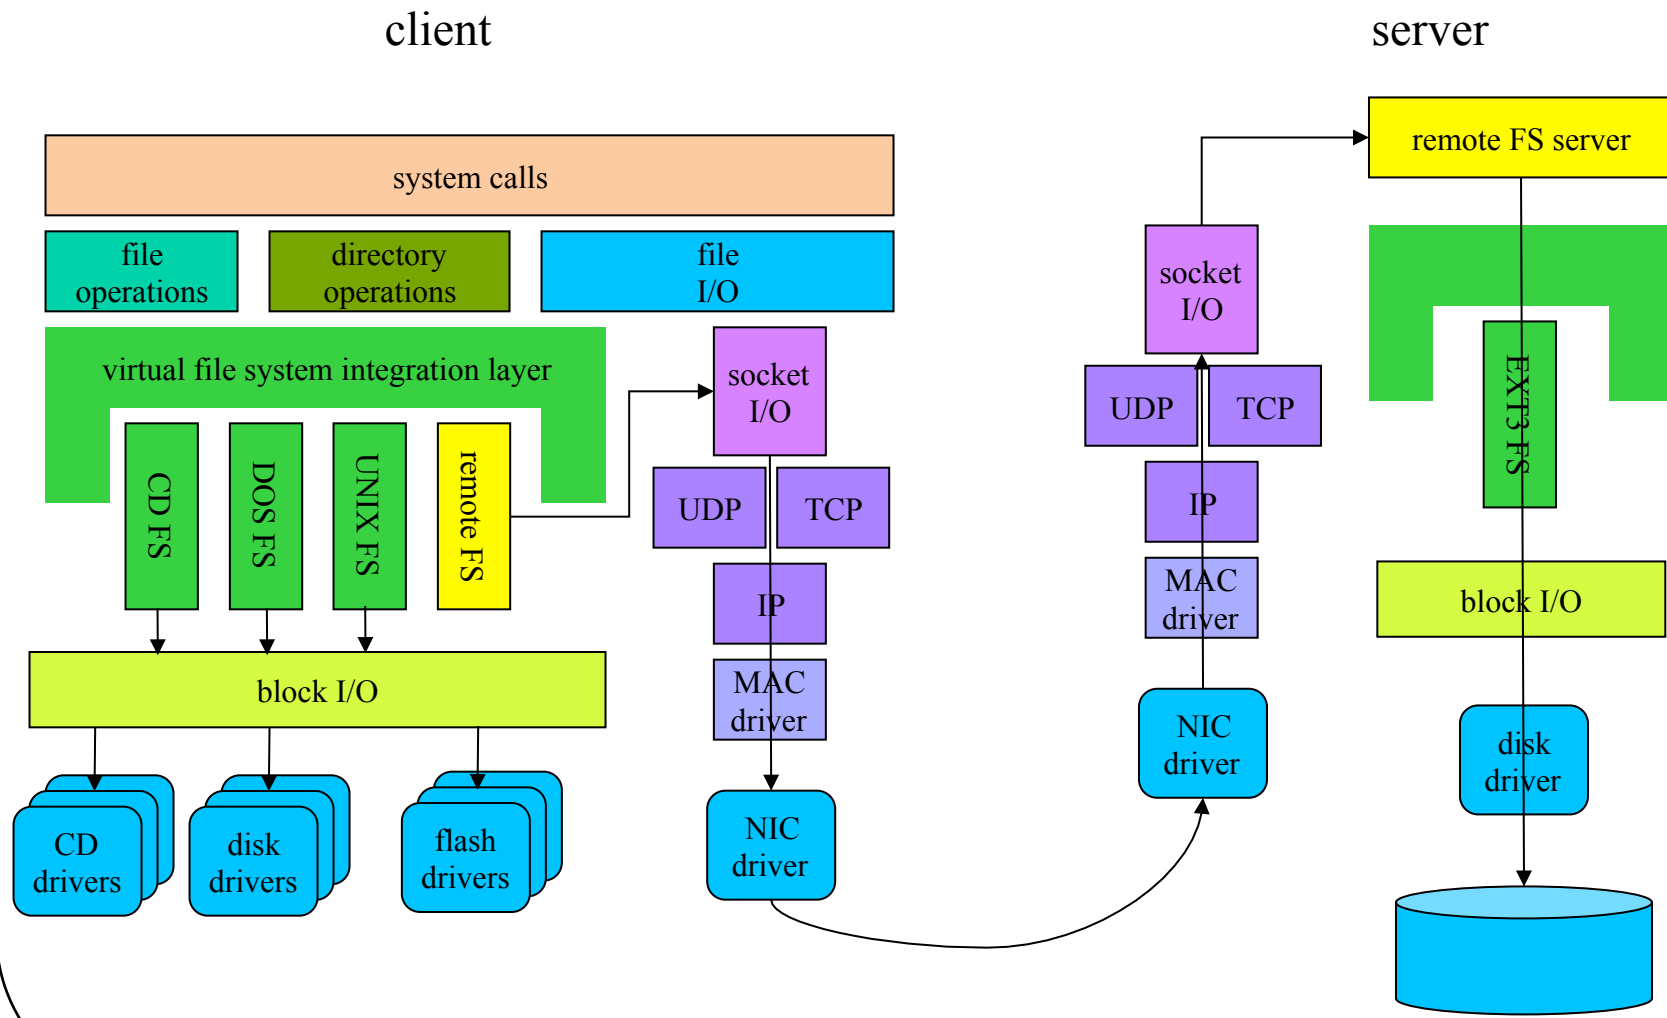 client
server
system calls
file
operations
directory
operations
file
I/O
virtual file system integration layer
CD FS
DOS FS
UNIX FS
remote FS
block I/O
CD
drivers
disk
drivers
flash
drivers
socket
I/O
UDP
TCP
IP
MAC
driver
NIC
driver
socket
I/O
UDP
TCP
IP
MAC
driver
NIC
driver
remote FS server
EXT3 FS
block I/O
disk
driver